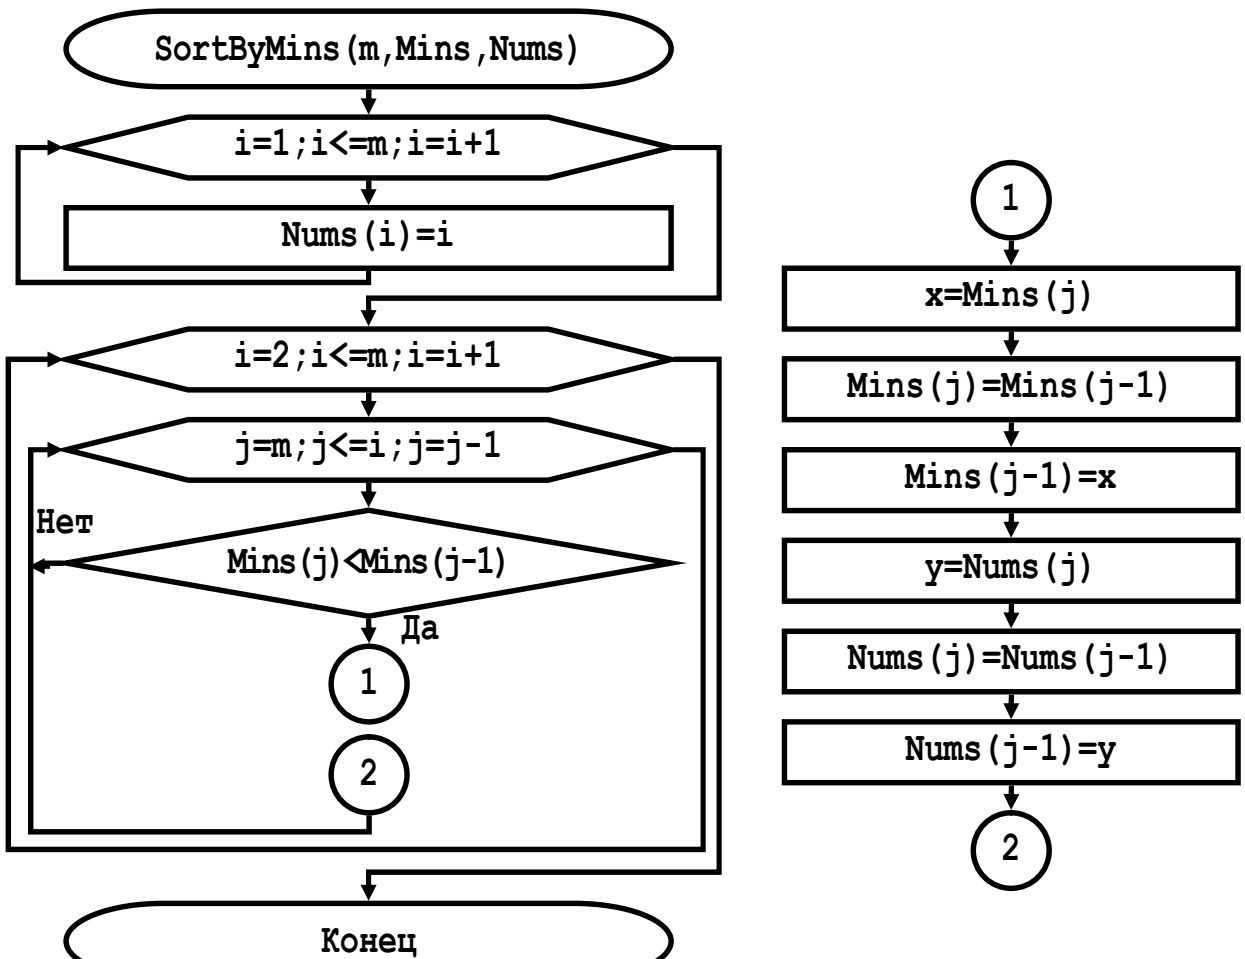 SortByMins(m,Mins,Nums)
i=1;i<=m;i=i+1
Nums(i)=i
i=2;i<=m;i=i+1
j=m;j<=i;j=j-1
Нет
Mins(j)<Mins(j-1)
Да
1
2
Конец
1
x=Mins(j)
Mins(j)=Mins(j-1)
Mins(j-1)=x
y=Nums(j)
Nums(j)=Nums(j-1)
Nums(j-1)=y
2